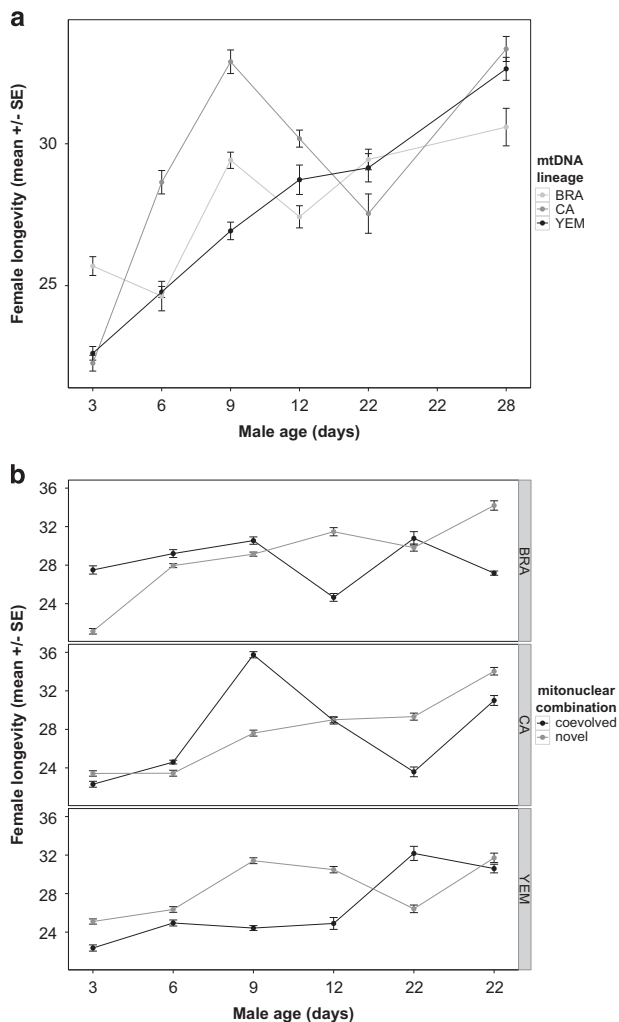 a
Female longevity (mean +/- SE)
30
25
3 6 9 12 22 22 28
Male age (days)
mtDNA
lineage
BRA
CA
YEM
b
Female longevity (mean +/- SE)
36
32
28
24
BRA
36
32
28
24
CA
36
32
28
24
YEM
3 6 9 12 22 22
Male age (days)
mitonuclear
combination
coevolved
novel